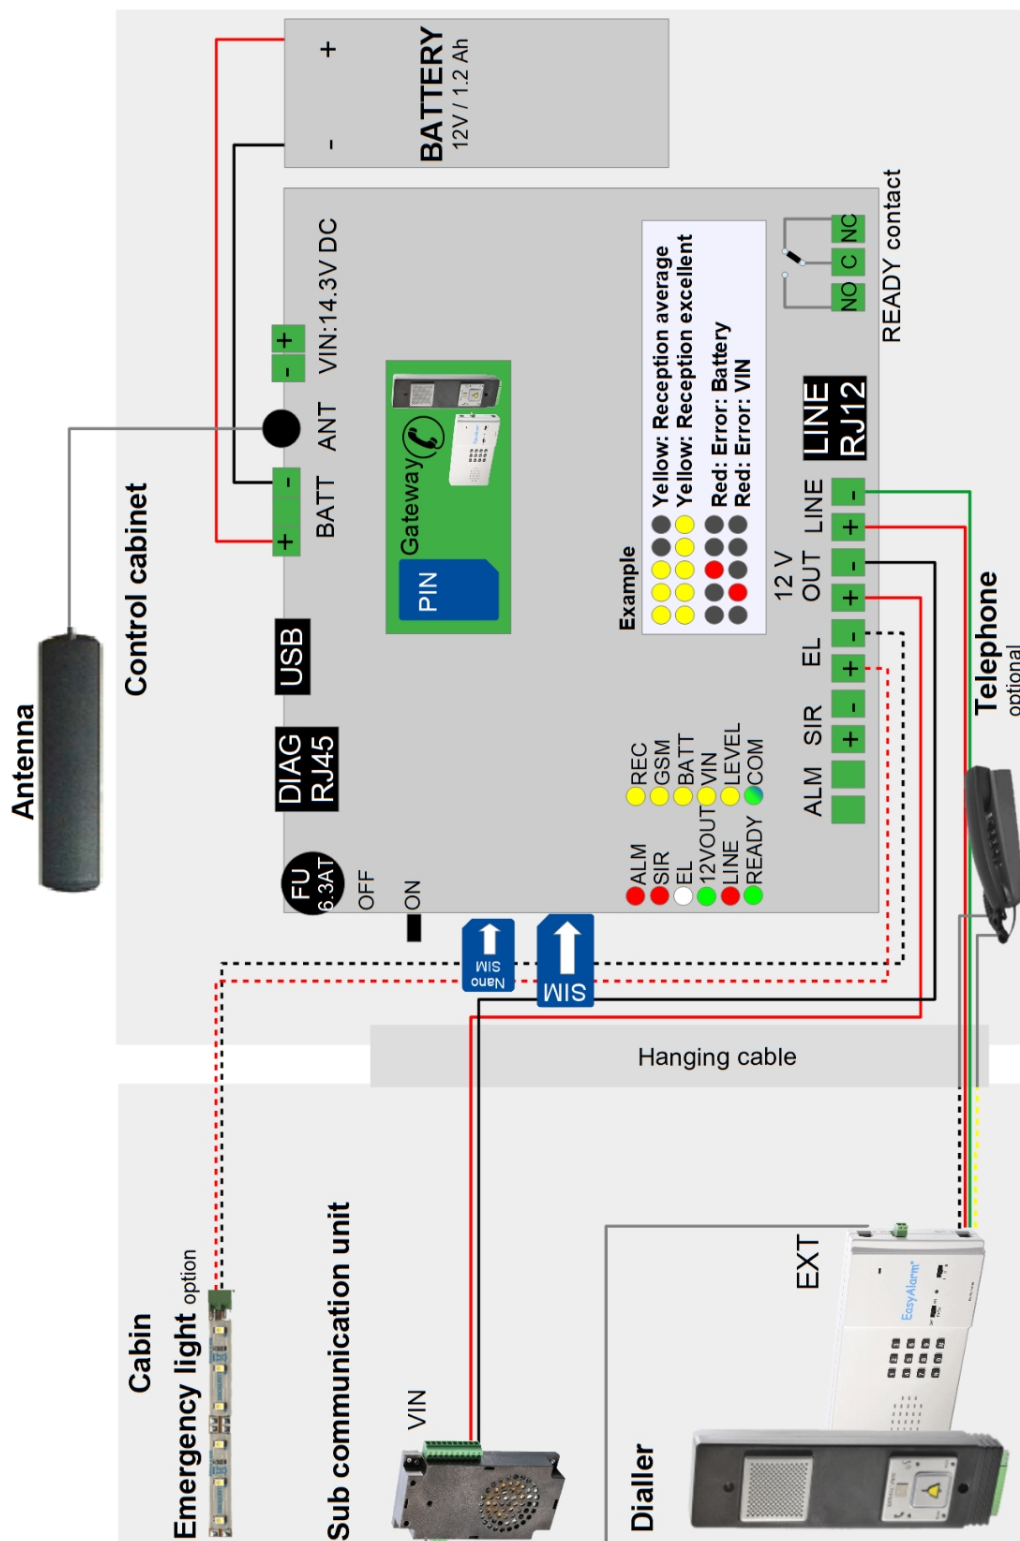 Antenna
Control cabinet
BATTERY
12V / 1.2 Ah
+
-
FU
6.3AT
OFF
ON
DIAG
RJ45
USB
+
-
BATT
ANT
-
+
VIN:14.3V DC
PIN
Gateway
Example
Yellow: Reception average
Yellow: Reception excellent
Red: Error: Battery
Red: Error: VIN
ALM
SIR
EL
12VOUT
LINE
READY
REC
GSM
BATT
VIN
LEVEL
COM
Nano
SIM
SIM
ALM
SIR
EL
12 V
OUT
LINE
+
-
+
-
+
-
+
-
LINE
RJ12
NO
C
NC
READY contact
Telephone
optional
Hanging cable
Cabin
Emergency light option
Sub communication unit
VIN
Dialler
EXT
EasyAlarm®